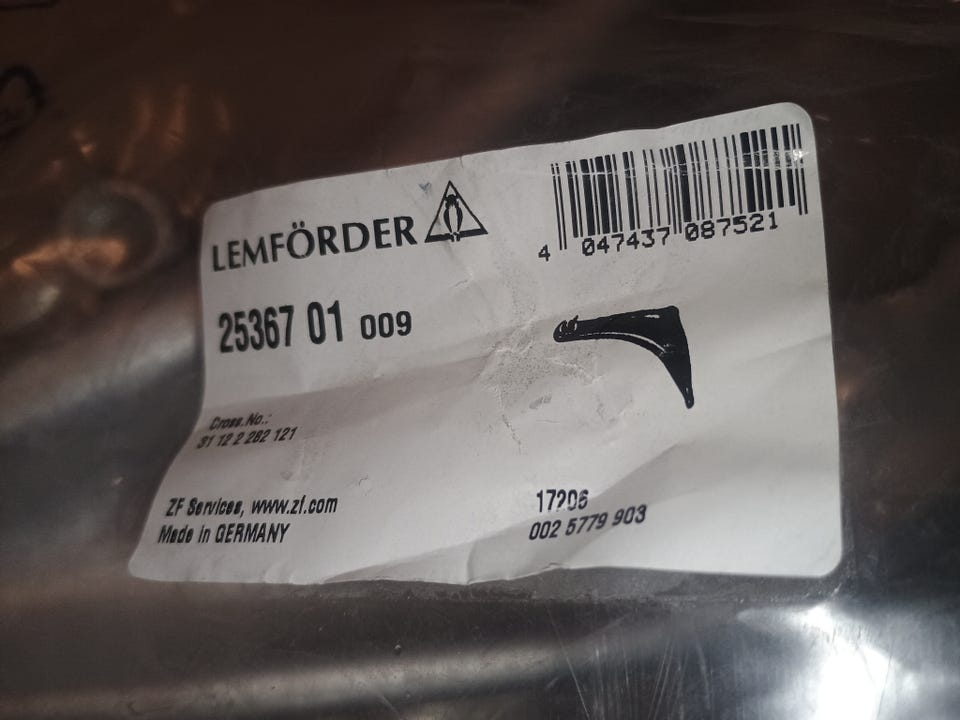 LEMFÖRDER
4 047437 087521
25367 01 009
Cross.No.:
31 12 2 282 121
ZF Services, www.zf.com
Made in GERMANY
17206
002 5779 903